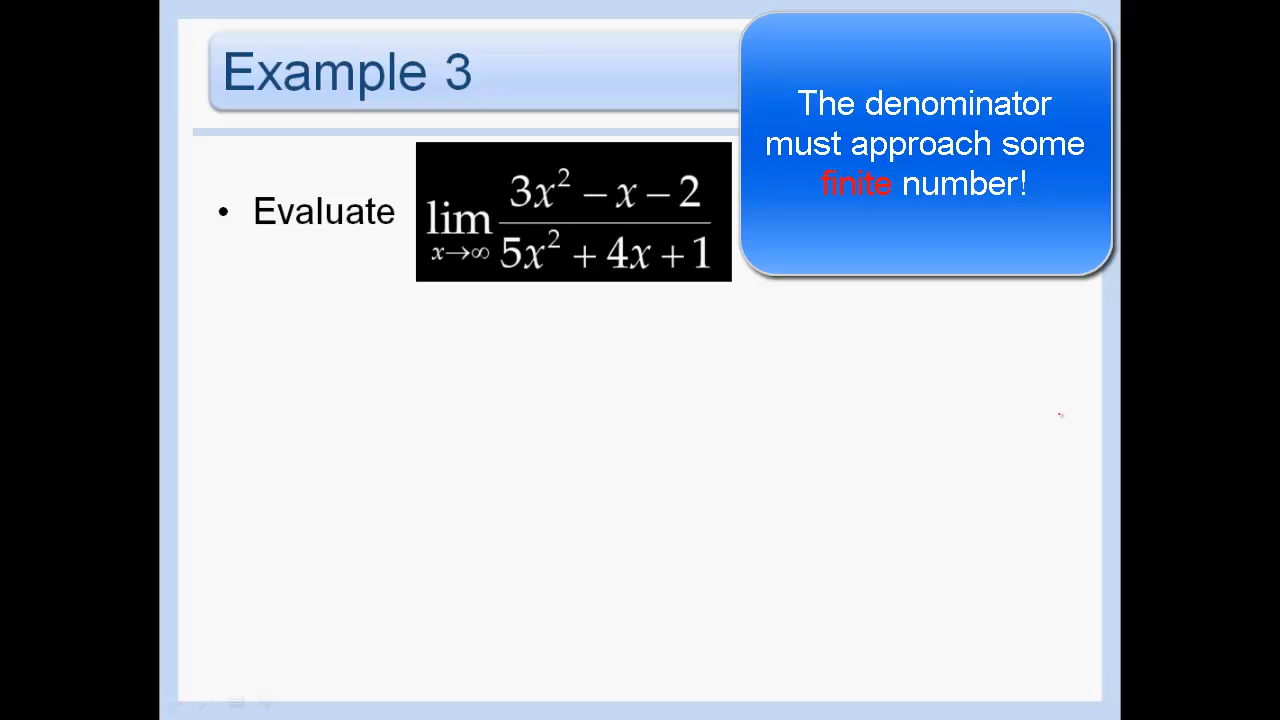 Example 3
The denominator
must approach some
finite number!
• Evaluate lim x→∞ (3x² − x − 2)/(5x² + 4x + 1)